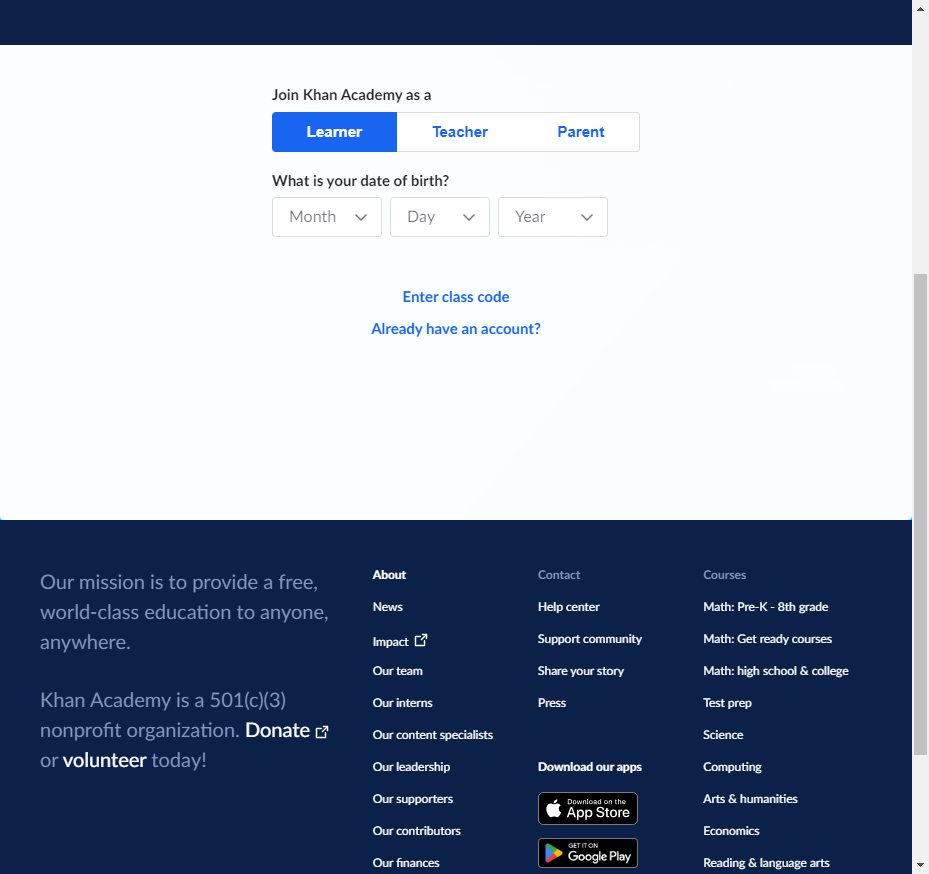 Join Khan Academy as a
Learner Teacher Parent
What is your date of birth?
Month Day Year
Enter class code
Already have an account?
Our mission is to provide a free,
world-class education to anyone,
anywhere.
Khan Academy is a 501(c)(3)
nonprofit organization. Donate
or volunteer today!
About
News
Impact
Our team
Our interns
Our content specialists
Our leadership
Our supporters
Our contributors
Our finances
Contact
Help center
Support community
Share your story
Press
Download our apps
Download on the
App Store
GET IT ON
Google Play
Courses
Math: Pre-K - 8th grade
Math: Get ready courses
Math: high school & college
Test prep
Science
Computing
Arts & humanities
Economics
Reading & language arts